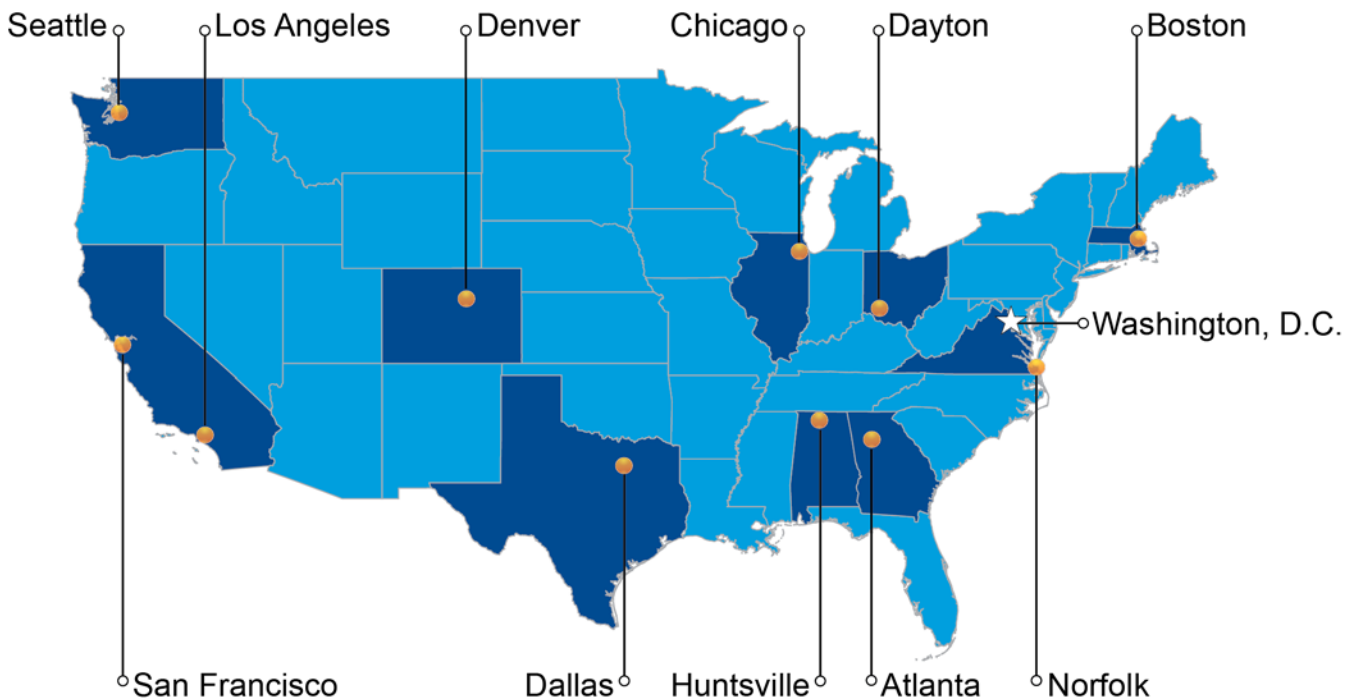 Seattle
Los Angeles
Denver
Chicago
Dayton
Boston
Washington, D.C.
San Francisco
Dallas
Huntsville
Atlanta
Norfolk